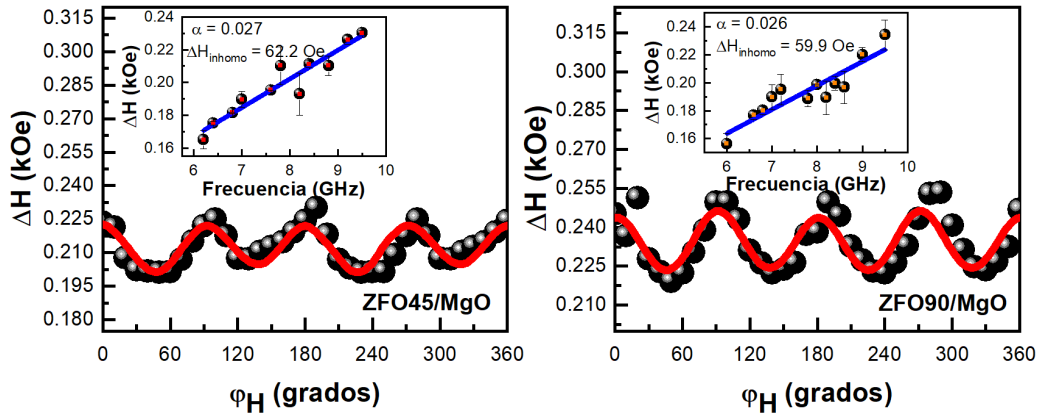 0.315
0.300
0.285
0.270
0.255
0.240
0.225
0.210
0.195
0.180
ΔH (kOe)
0 60 120 180 240 300 360
φH (grados)
ZFO45/MgO
α = 0.027
ΔHinhomo = 62.2 Oe
0.24
0.22
0.20
0.18
0.16
ΔH (kOe)
6 7 8 9 10
Frecuencia (GHz)
0.325
0.300
0.285
0.270
0.255
0.240
0.225
0.210
ΔH (kOe)
0 60 120 180 240 300 360
φH (grados)
ZFO90/MgO
α = 0.026
ΔHinhomo = 59.9 Oe
0.24
0.22
0.20
0.18
0.16
ΔH (kOe)
6 7 8 9 10
Frecuencia (GHz)